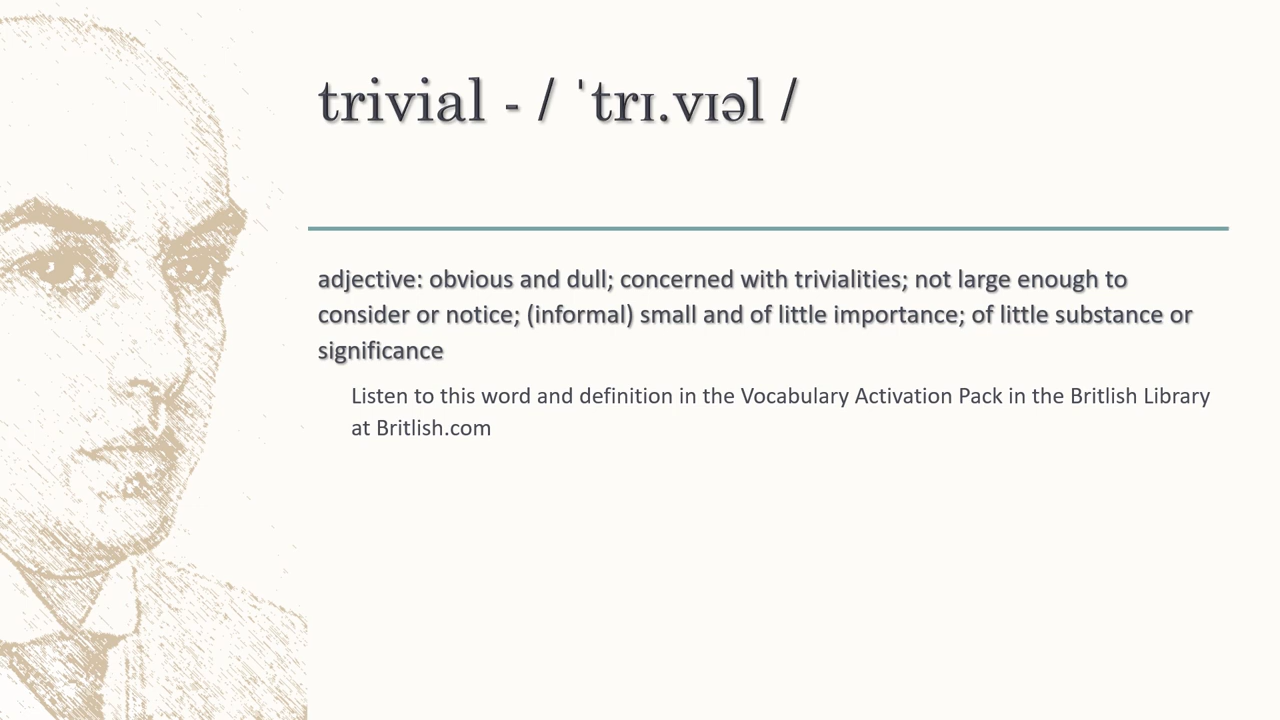 trivial - / ˈtrɪ.vɪəl /
adjective: obvious and dull; concerned with trivialities; not large enough to
consider or notice; (informal) small and of little importance; of little substance or
significance
Listen to this word and definition in the Vocabulary Activation Pack in the Britlish Library
at Britlish.com